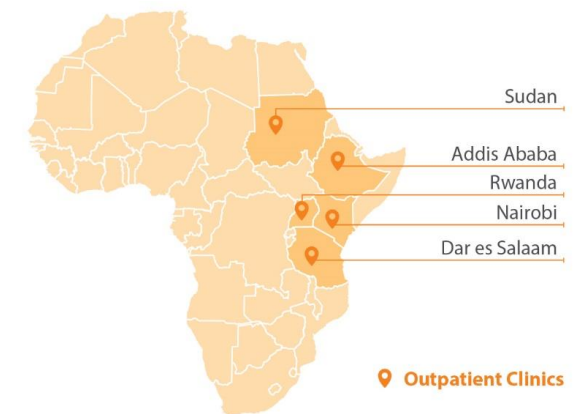 Sudan
Addis Ababa
Rwanda
Nairobi
Dar es Salaam
Outpatient Clinics